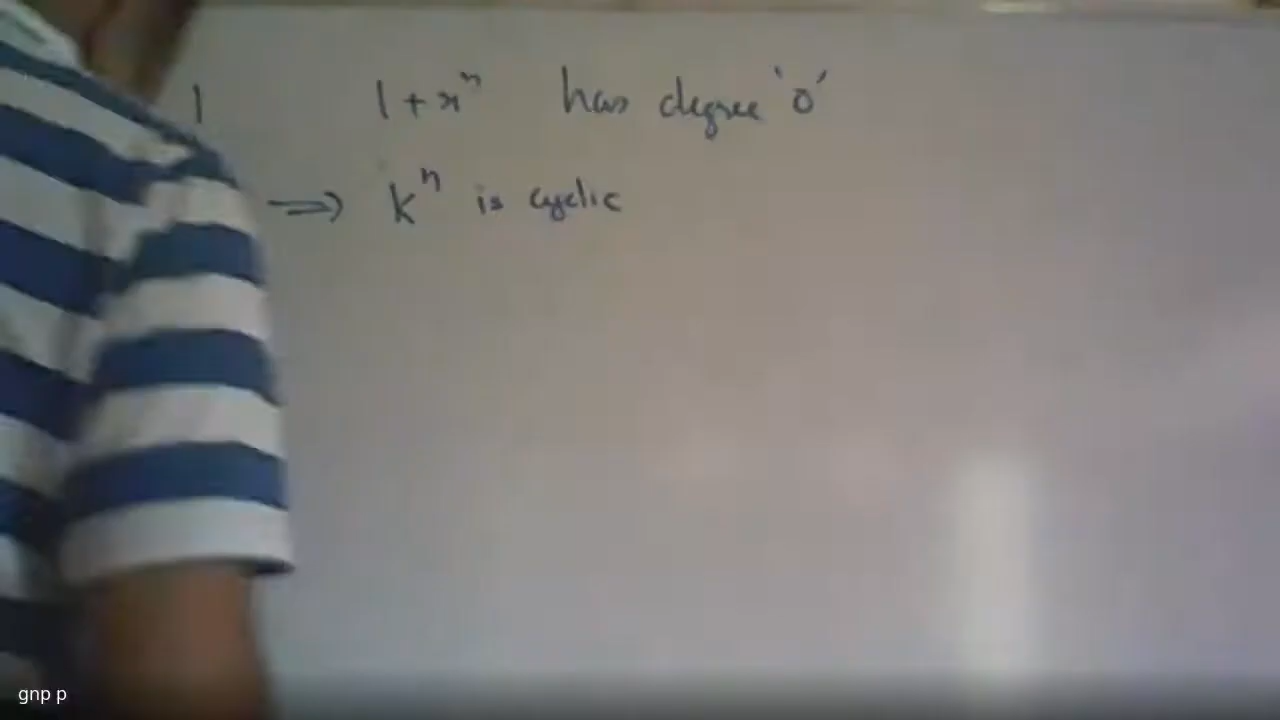 1 1 + x^n has degree '0'
⇒ k^n is cyclic
gnp p